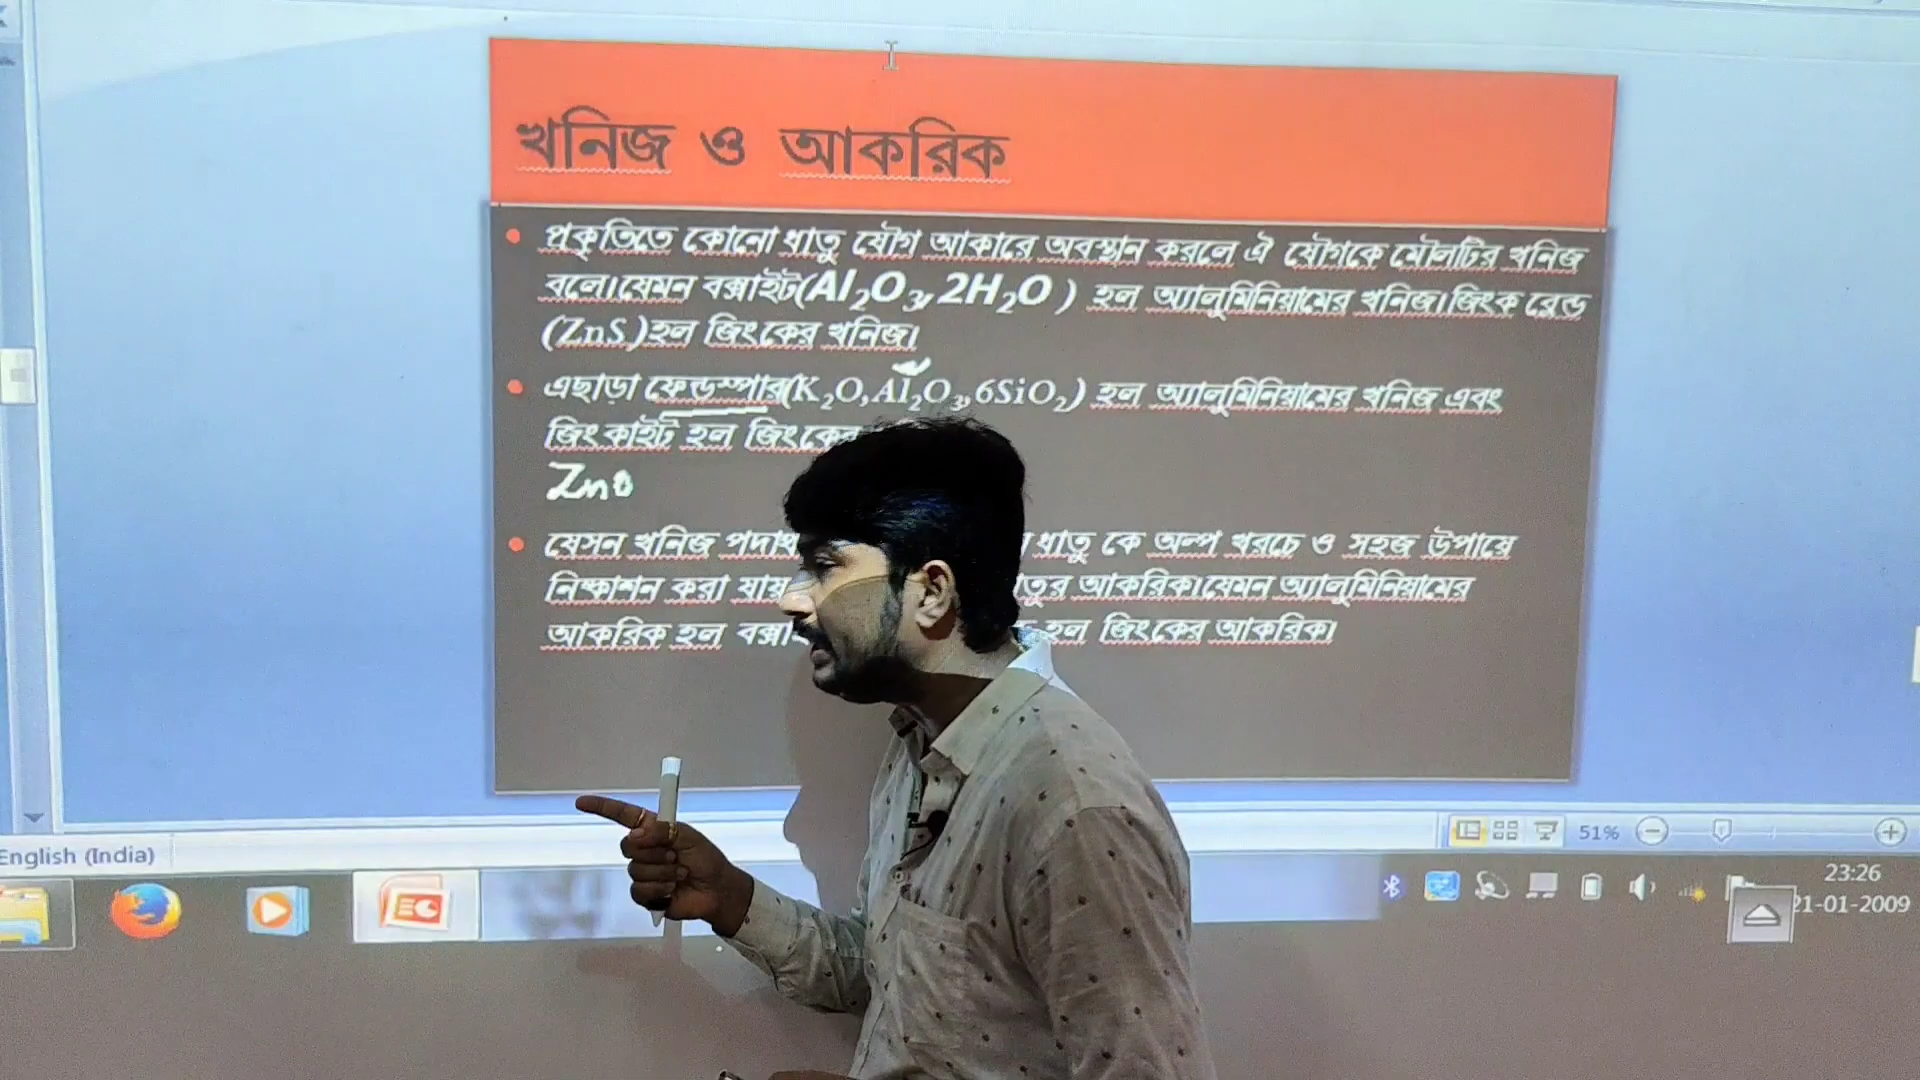 খনিজ ও আকরিক
প্রকৃতিতে কোনো ধাতু যৌগ আকারে অবস্থান করলে ঐ যৌগকে মৌলটির খনিজ
বলে।যেমন বক্সাইট(Al₂O₃, 2H₂O ) হল অ্যালুমিনিয়ামের খনিজ।জিংক ব্লেন্ড
(ZnS)হল জিংকের খনিজ।
এছাড়া ফেল্ডস্পার(K₂O,Al₂O₃,6SiO₂) হল অ্যালুমিনিয়ামের খনিজ এবং
জিংকাইট হল জিংকের
ZnO
যেসন খনিজ পদার্থ ধাতু কে অল্প খরচে ও সহজ উপায়ে
নিষ্কাশন করা যায় আকরিক।যেমন অ্যালুমিনিয়ামের
আকরিক হল হল জিংকের আকরিক।
51%
English (India)
23:26
21-01-2009